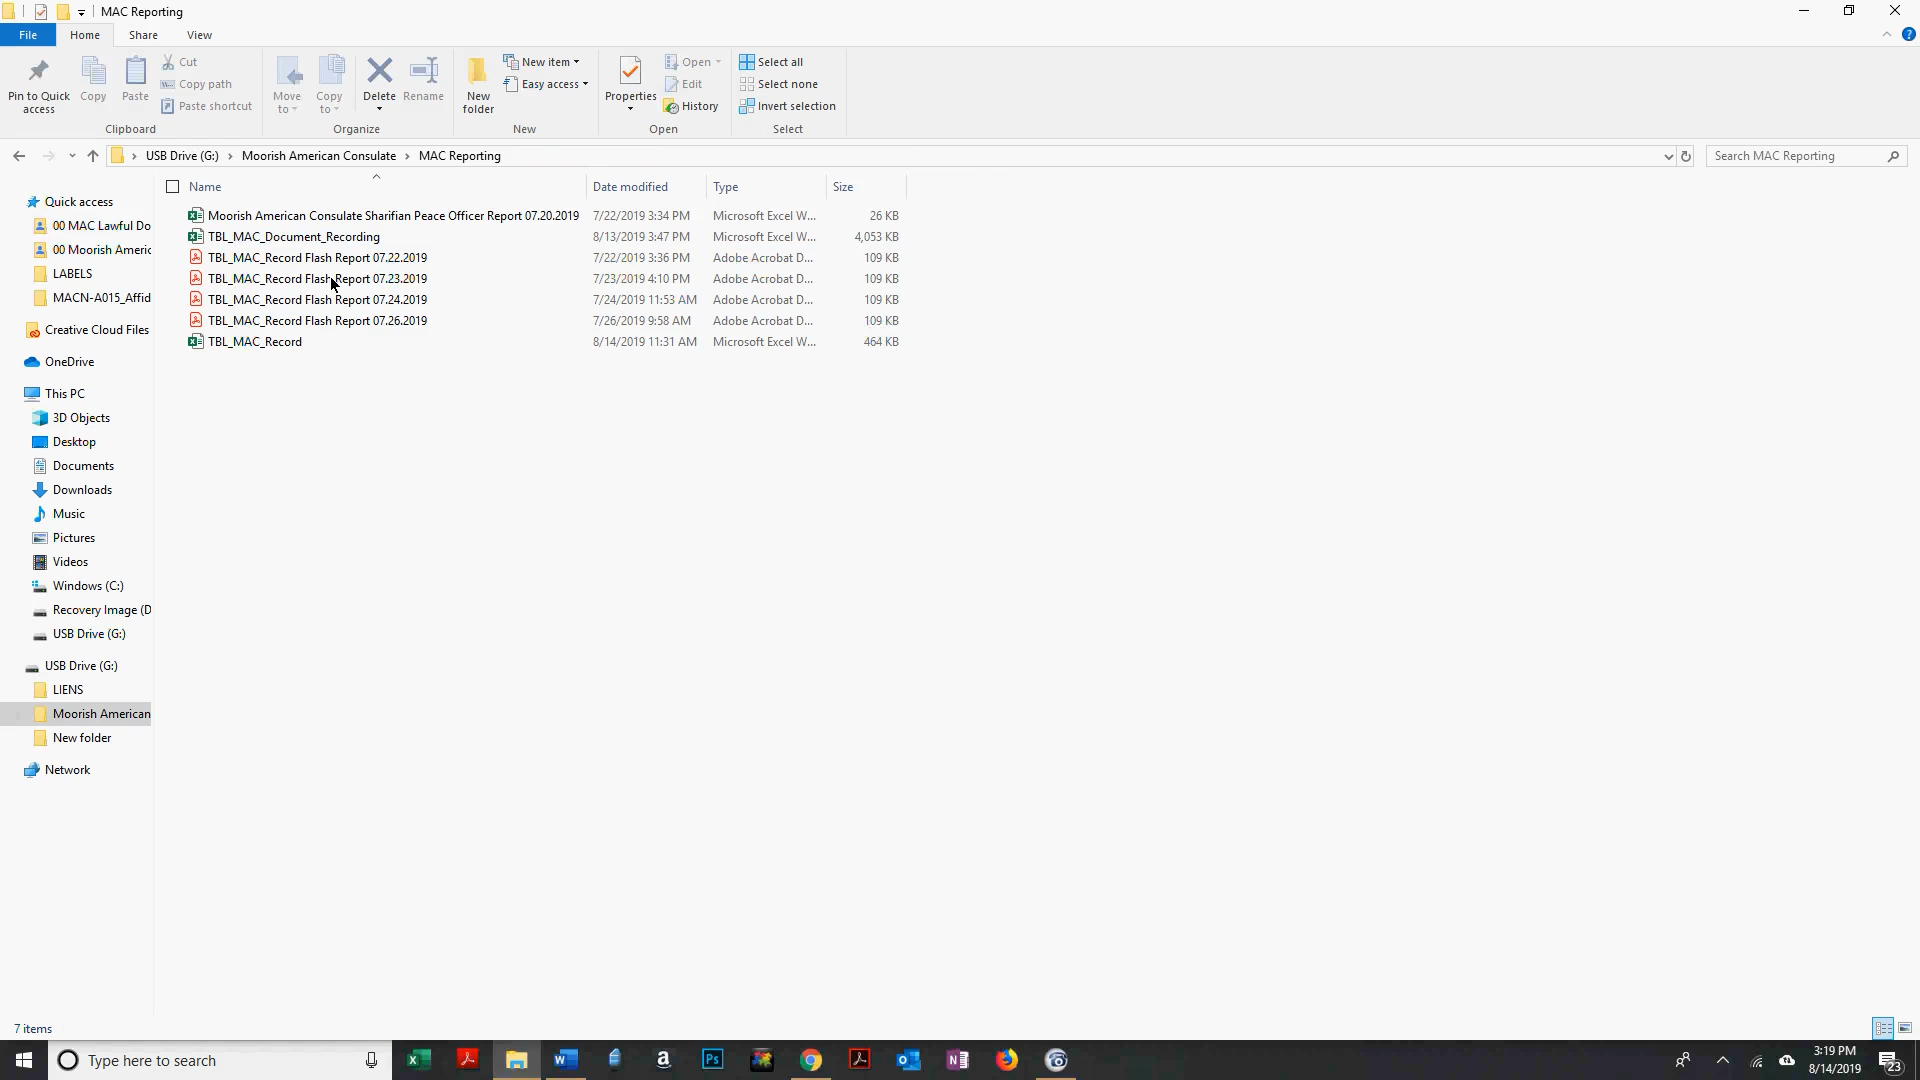 MAC Reporting
File Home Share View
Pin to Quick access
Copy
Paste
Cut
Copy path
Paste shortcut
Clipboard
Move to
Copy to
Delete
Rename
Organize
New folder
New item
Easy access
New
Properties
Open
Edit
History
Open
Select all
Select none
Invert selection
Select
USB Drive (G:) > Moorish American Consulate > MAC Reporting
Search MAC Reporting
Name Date modified Type Size
Moorish American Consulate Sharifian Peace Officer Report 07.20.2019 7/22/2019 3:34 PM Microsoft Excel W... 26 KB
TBL_MAC_Document_Recording 8/13/2019 3:47 PM Microsoft Excel W... 4,053 KB
TBL_MAC_Record Flash Report 07.22.2019 7/22/2019 3:36 PM Adobe Acrobat D... 109 KB
TBL_MAC_Record Flash Report 07.23.2019 7/23/2019 4:10 PM Adobe Acrobat D... 109 KB
TBL_MAC_Record Flash Report 07.24.2019 7/24/2019 11:53 AM Adobe Acrobat D... 109 KB
TBL_MAC_Record Flash Report 07.26.2019 7/26/2019 9:58 AM Adobe Acrobat D... 109 KB
TBL_MAC_Record 8/14/2019 11:31 AM Microsoft Excel W... 464 KB
Quick access
00 MAC Lawful Do
00 Moorish Americ
LABELS
MACN-A015_Affid
Creative Cloud Files
OneDrive
This PC
3D Objects
Desktop
Documents
Downloads
Music
Pictures
Videos
Windows (C:)
Recovery Image (D
USB Drive (G:)
USB Drive (G:)
LIENS
Moorish American
New folder
Network
7 items
Type here to search
3:19 PM
8/14/2019
23